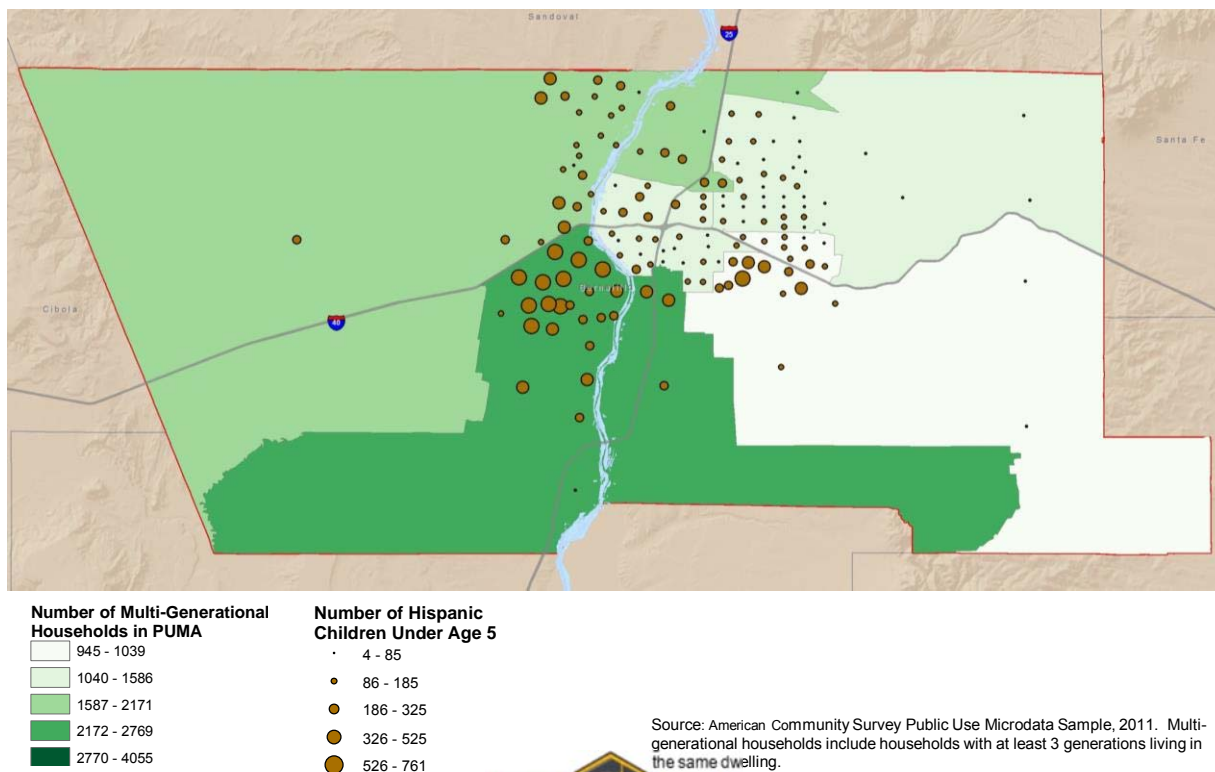 Sandoval
25
Santa Fe
Bernalillo
Cibola
40
Number of Multi-Generational
Households in PUMA
945 - 1039
1040 - 1586
1587 - 2171
2172 - 2769
2770 - 4055
Number of Hispanic
Children Under Age 5
4 - 85
86 - 185
186 - 325
326 - 525
526 - 761
Source: American Community Survey Public Use Microdata Sample, 2011. Multi-
generational households include households with at least 3 generations living in
the same dwelling.